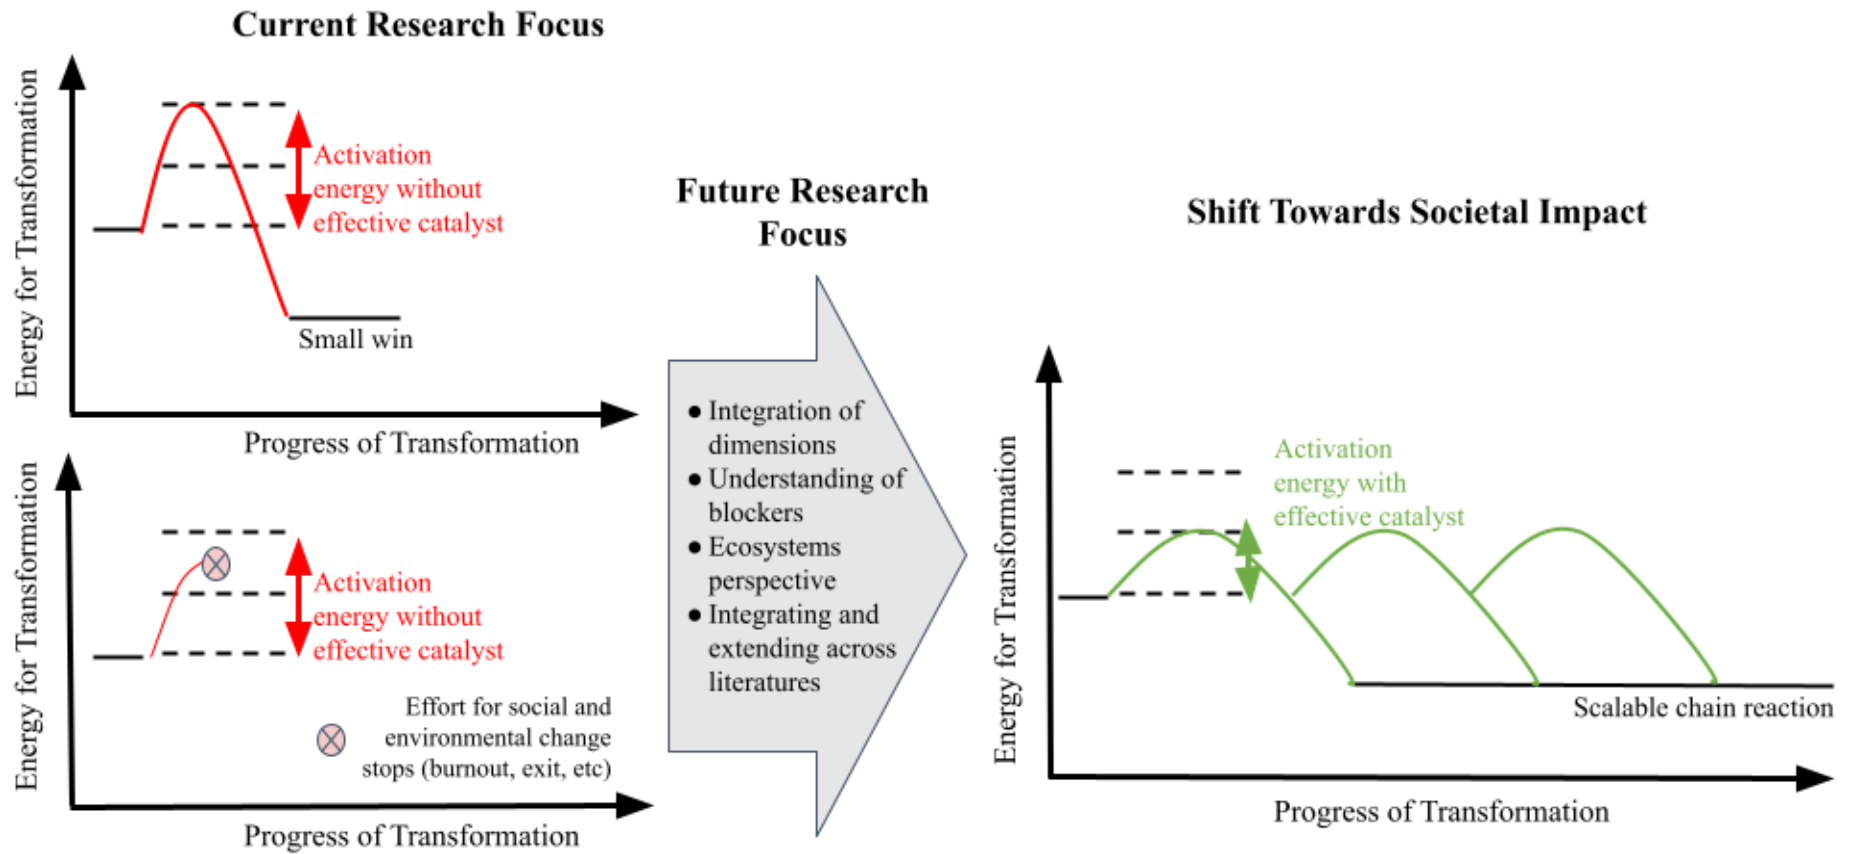 Current Research Focus
Energy for Transformation
Activation
energy without
effective catalyst
Small win
Progress of Transformation
Energy for Transformation
Activation
energy without
effective catalyst
Effort for social and
environmental change
stops (burnout, exit, etc)
Progress of Transformation
Future Research
Focus
● Integration of
dimensions
● Understanding of
blockers
● Ecosystems
perspective
● Integrating and
extending across
literatures
Shift Towards Societal Impact
Energy for Transformation
Activation
energy with
effective catalyst
Scalable chain reaction
Progress of Transformation